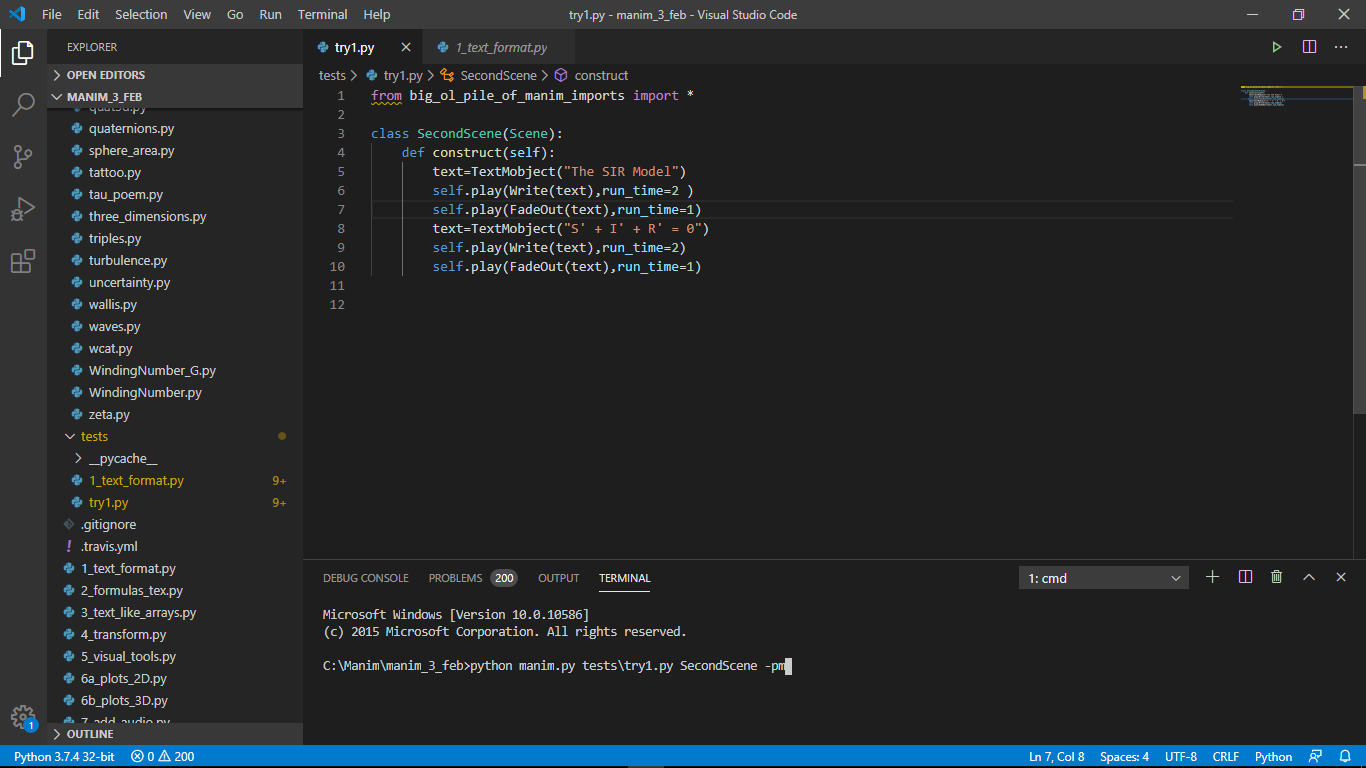 File Edit Selection View Go Run Terminal Help try1.py - manim_3_feb - Visual Studio Code
EXPLORER
OPEN EDITORS
MANIM_3_FEB
quaternions.py
sphere_area.py
tattoo.py
tau_poem.py
three_dimensions.py
triples.py
turbulence.py
uncertainty.py
wallis.py
waves.py
wcat.py
WindingNumber_G.py
WindingNumber.py
zeta.py
tests
__pycache__
1_text_format.py 9+
try1.py 9+
.gitignore
.travis.yml
1_text_format.py
2_formulas_tex.py
3_text_like_arrays.py
4_transform.py
5_visual_tools.py
6a_plots_2D.py
6b_plots_3D.py
7_add_audio.py
OUTLINE
1
try1.py 1_text_format.py
tests > try1.py > SecondScene > construct
1 from big_ol_pile_of_manim_imports import *
2
3 class SecondScene(Scene):
4 def construct(self):
5 text=TextMobject("The SIR Model")
6 self.play(Write(text),run_time=2 )
7 self.play(FadeOut(text),run_time=1)
8 text=TextMobject("S' + I' + R' = 0")
9 self.play(Write(text),run_time=2)
10 self.play(FadeOut(text),run_time=1)
11
12
DEBUG CONSOLE PROBLEMS 200 OUTPUT TERMINAL 1: cmd
Microsoft Windows [Version 10.0.10586]
(c) 2015 Microsoft Corporation. All rights reserved.
C:\Manim\manim_3_feb>python manim.py tests\try1.py SecondScene -pm
Python 3.7.4 32-bit 0 200 Ln 7, Col 8 Spaces: 4 UTF-8 CRLF Python